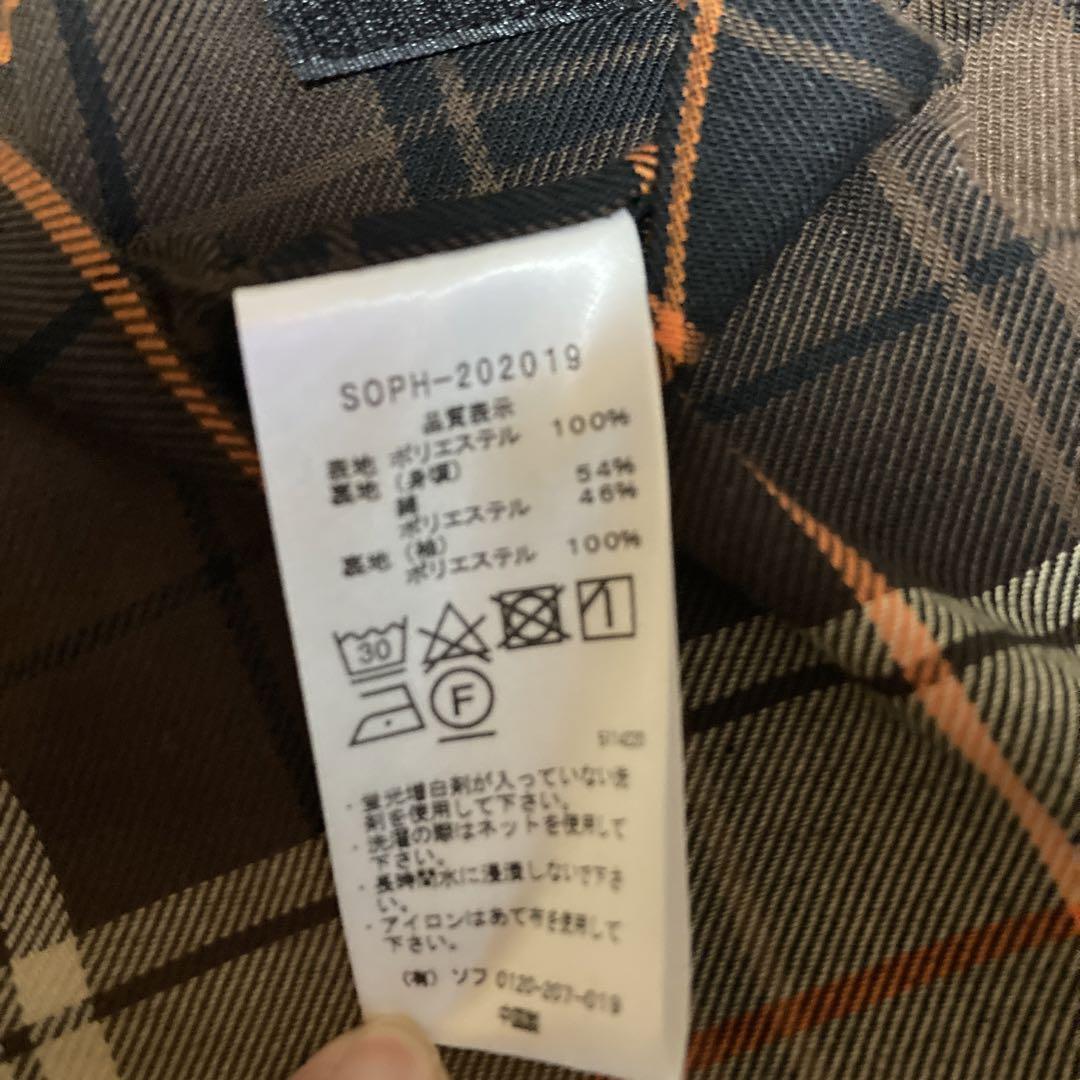 SOPH-202019
品質表示
表地 ポリエステル 100%
裏地 (身頃)
綿 54%
ポリエステル 46%
裏地 (袖)
ポリエステル 100%
30
F
・蛍光増白剤が入っていない洗
剤を使用して下さい。
・洗濯の際はネットを使用して
下さい。
・長時間水に浸漬しないで下さ
い。
・アイロンはあて布を使用して
下さい。
(有) ソフ 0120-207-019
中国製